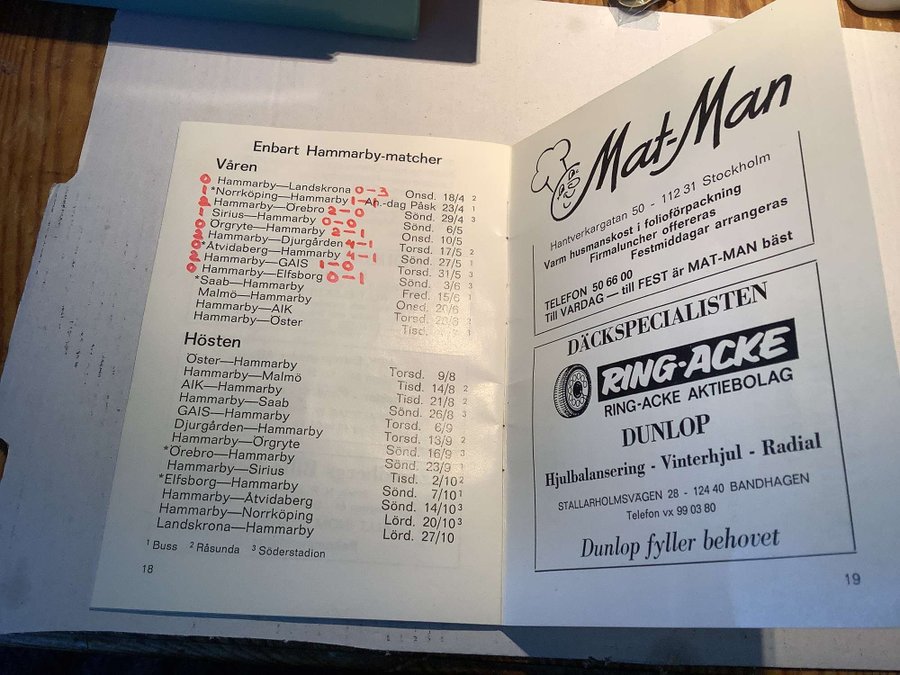 Enbart Hammarby-matcher
Våren
0 Hammarby—Landskrona 0-3 Onsd. 18/4 2
1 *Norrköping—Hammarby 1-1 An.-dag Påsk 23/4 1
2 Hammarby—Örebro 2-0 Sönd. 29/4 3
1 Sirius—Hammarby 0-0 Sönd. 6/5
0 Örgryte—Hammarby 2-1 Onsd. 10/5
Hammarby—Djurgården 4-1 Torsd. 17/5 2
*Åtvidaberg—Hammarby 4-1 Sönd. 27/5 1
2 Hammarby—GAIS 1-0 Torsd. 31/5 3
0 Hammarby—Elfsborg 0-1 Sönd. 3/6 3
*Saab—Hammarby Fred. 15/6 1
Malmö—Hammarby Onsd. 20/6
Hammarby—AIK Torsd. 28/6 2
Hammarby—Öster Tisd.
Hösten
Öster—Hammarby Torsd. 9/8
Hammarby—Malmö Tisd. 14/8 2
AIK—Hammarby Tisd. 21/8 2
Hammarby—Saab Sönd. 26/8 3
GAIS—Hammarby Torsd. 6/9
Djurgården—Hammarby Torsd. 13/9 2
Hammarby—Örgryte Sönd. 16/9 3
*Örebro—Hammarby Sönd. 23/9 1
Hammarby—Sirius Tisd. 2/10 2
*Elfsborg—Hammarby Sönd. 7/10 1
Hammarby—Åtvidaberg Sönd. 14/10 3
Hammarby—Norrköping Lörd. 20/10 3
Landskrona—Hammarby Lörd. 27/10
1 Buss 2 Råsunda 3 Söderstadion
18
Mat-Man
Hantverkargatan 50 - 112 31 Stockholm
Varm husmanskost i folioförpackning
Firmaluncher offereras
Festmiddagar arrangeras
TELEFON 50 66 00
Till VARDAG — till FEST är MAT-MAN bäst
DÄCKSPECIALISTEN
RING-ACKE
RING-ACKE AKTIEBOLAG
DUNLOP
Hjulbalansering - Vinterhjul - Radial
STALLARHOLMSVÄGEN 28 - 124 40 BANDHAGEN
Telefon vx 99 03 80
Dunlop fyller behovet
19